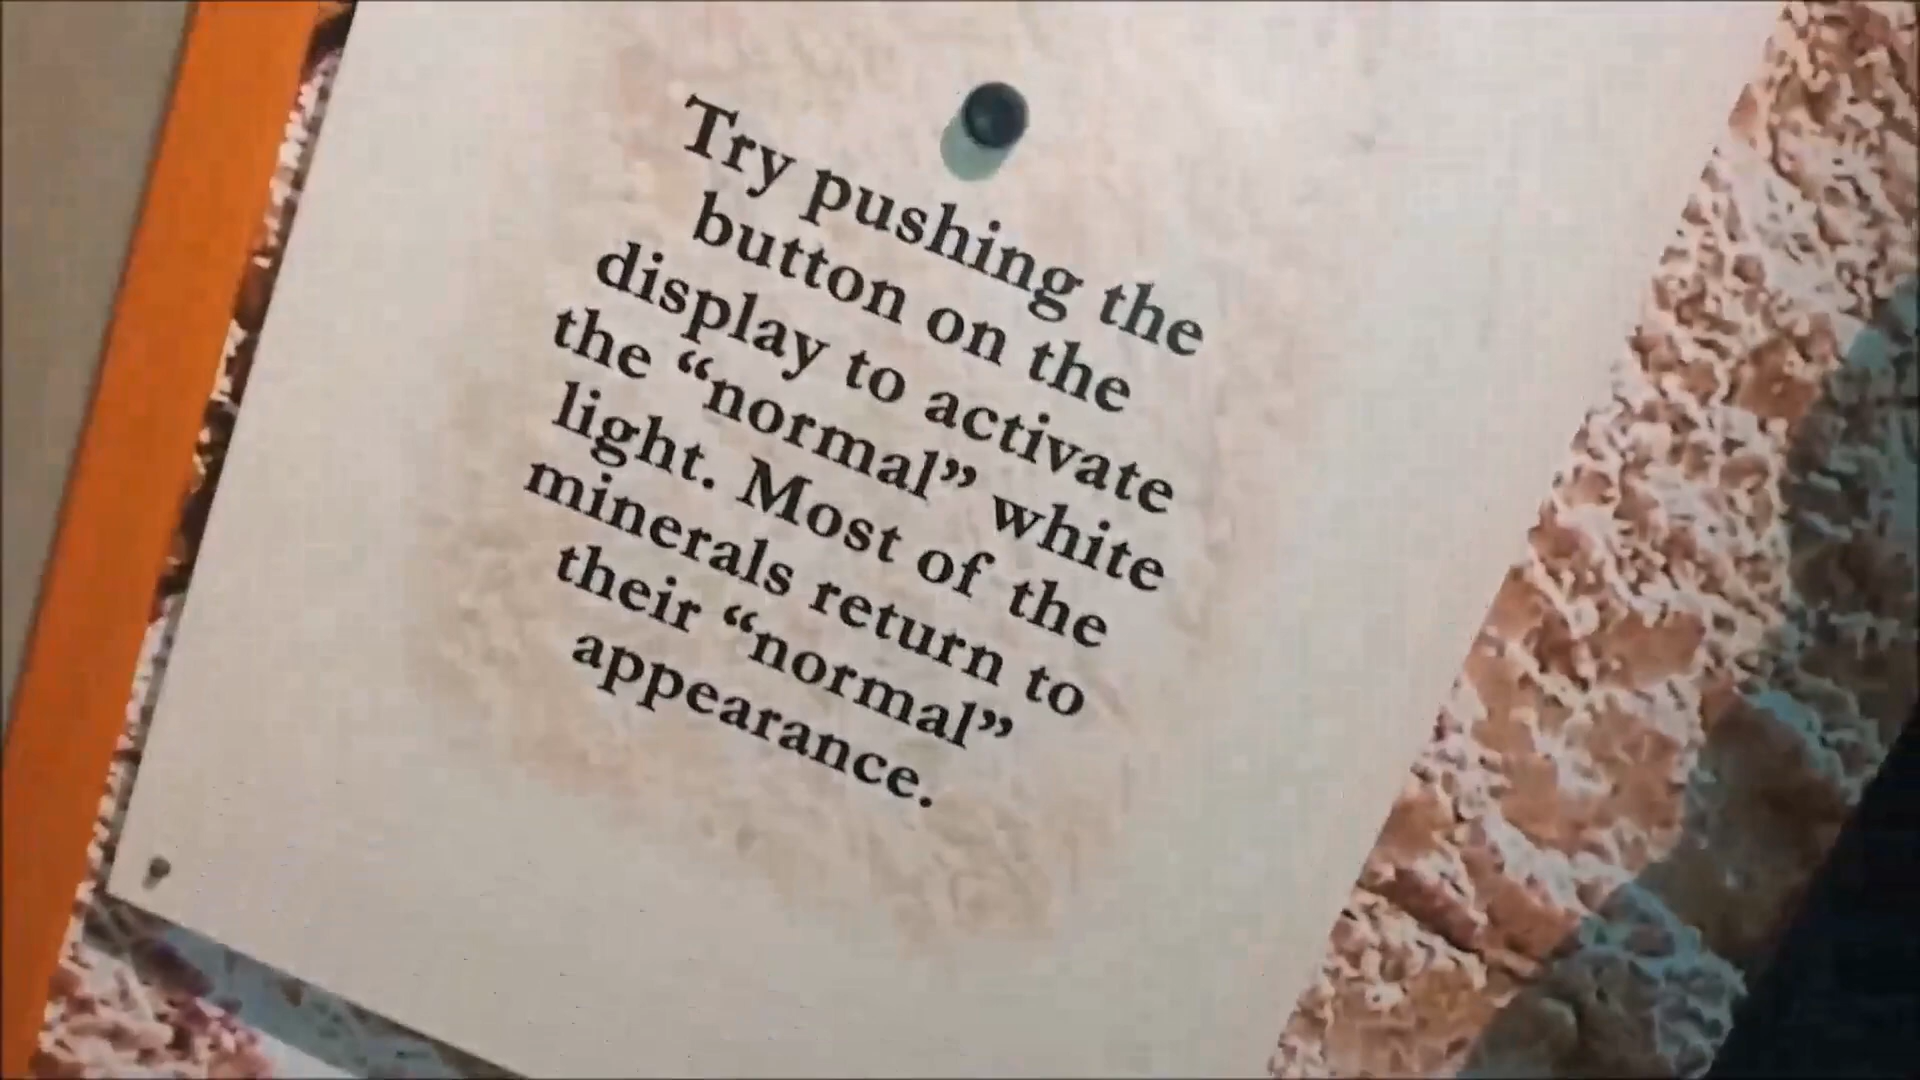 Try pushing the
button on the
display to activate
the “normal” white
light. Most of the
minerals return to
their “normal”
appearance.